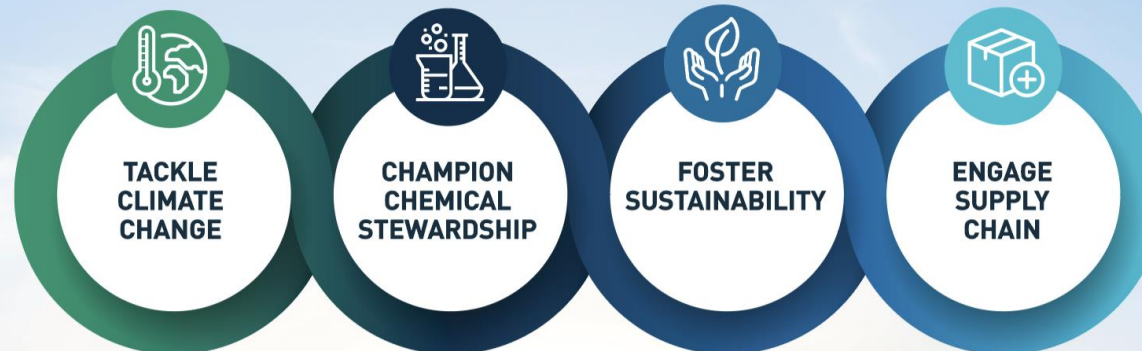 TACKLE
CLIMATE
CHANGE
CHAMPION
CHEMICAL
STEWARDSHIP
FOSTER
SUSTAINABILITY
ENGAGE
SUPPLY
CHAIN